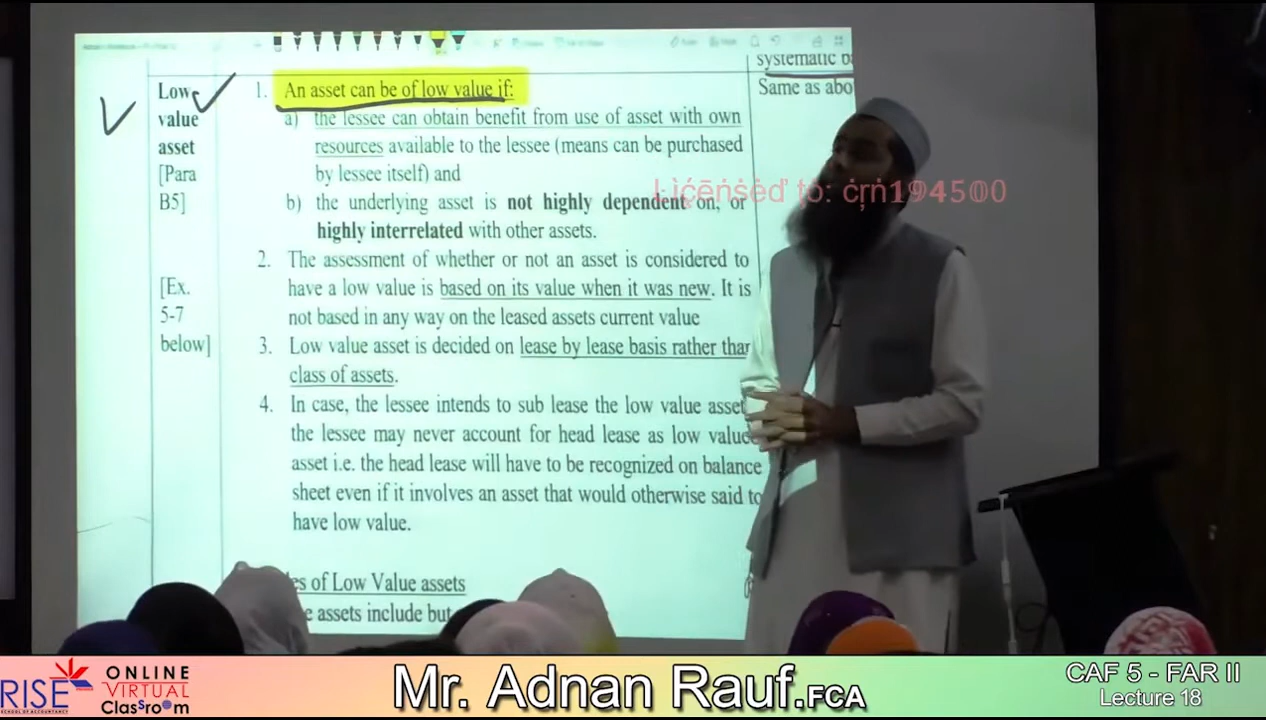 systematic b
Low
value
asset
[Para
B5]
1. An asset can be of low value if:
Same as abo
a) the lessee can obtain benefit from use of asset with own
resources available to the lessee (means can be purchased
by lessee itself) and
b) the underlying asset is not highly dependent on, or
highly interrelated with other assets.
[Ex.
5-7
below]
2. The assessment of whether or not an asset is considered to
have a low value is based on its value when it was new. It is
not based in any way on the leased assets current value
3. Low value asset is decided on lease by lease basis rather than
class of assets.
4. In case, the lessee intends to sub lease the low value asset
the lessee may never account for head lease as low value
asset i.e. the head lease will have to be recognized on balance
sheet even if it involves an asset that would otherwise said to
have low value.
es of Low Value assets
e assets include but
Ŀiçēṅṡёď ţo: ċṛṅ194500
RISE
SCHOOL OF ACCOUNTANCY
ONLINE
VIRTUAL
Classroom
Mr. Adnan Rauf.FCA
CAF 5 - FAR II
Lecture 18